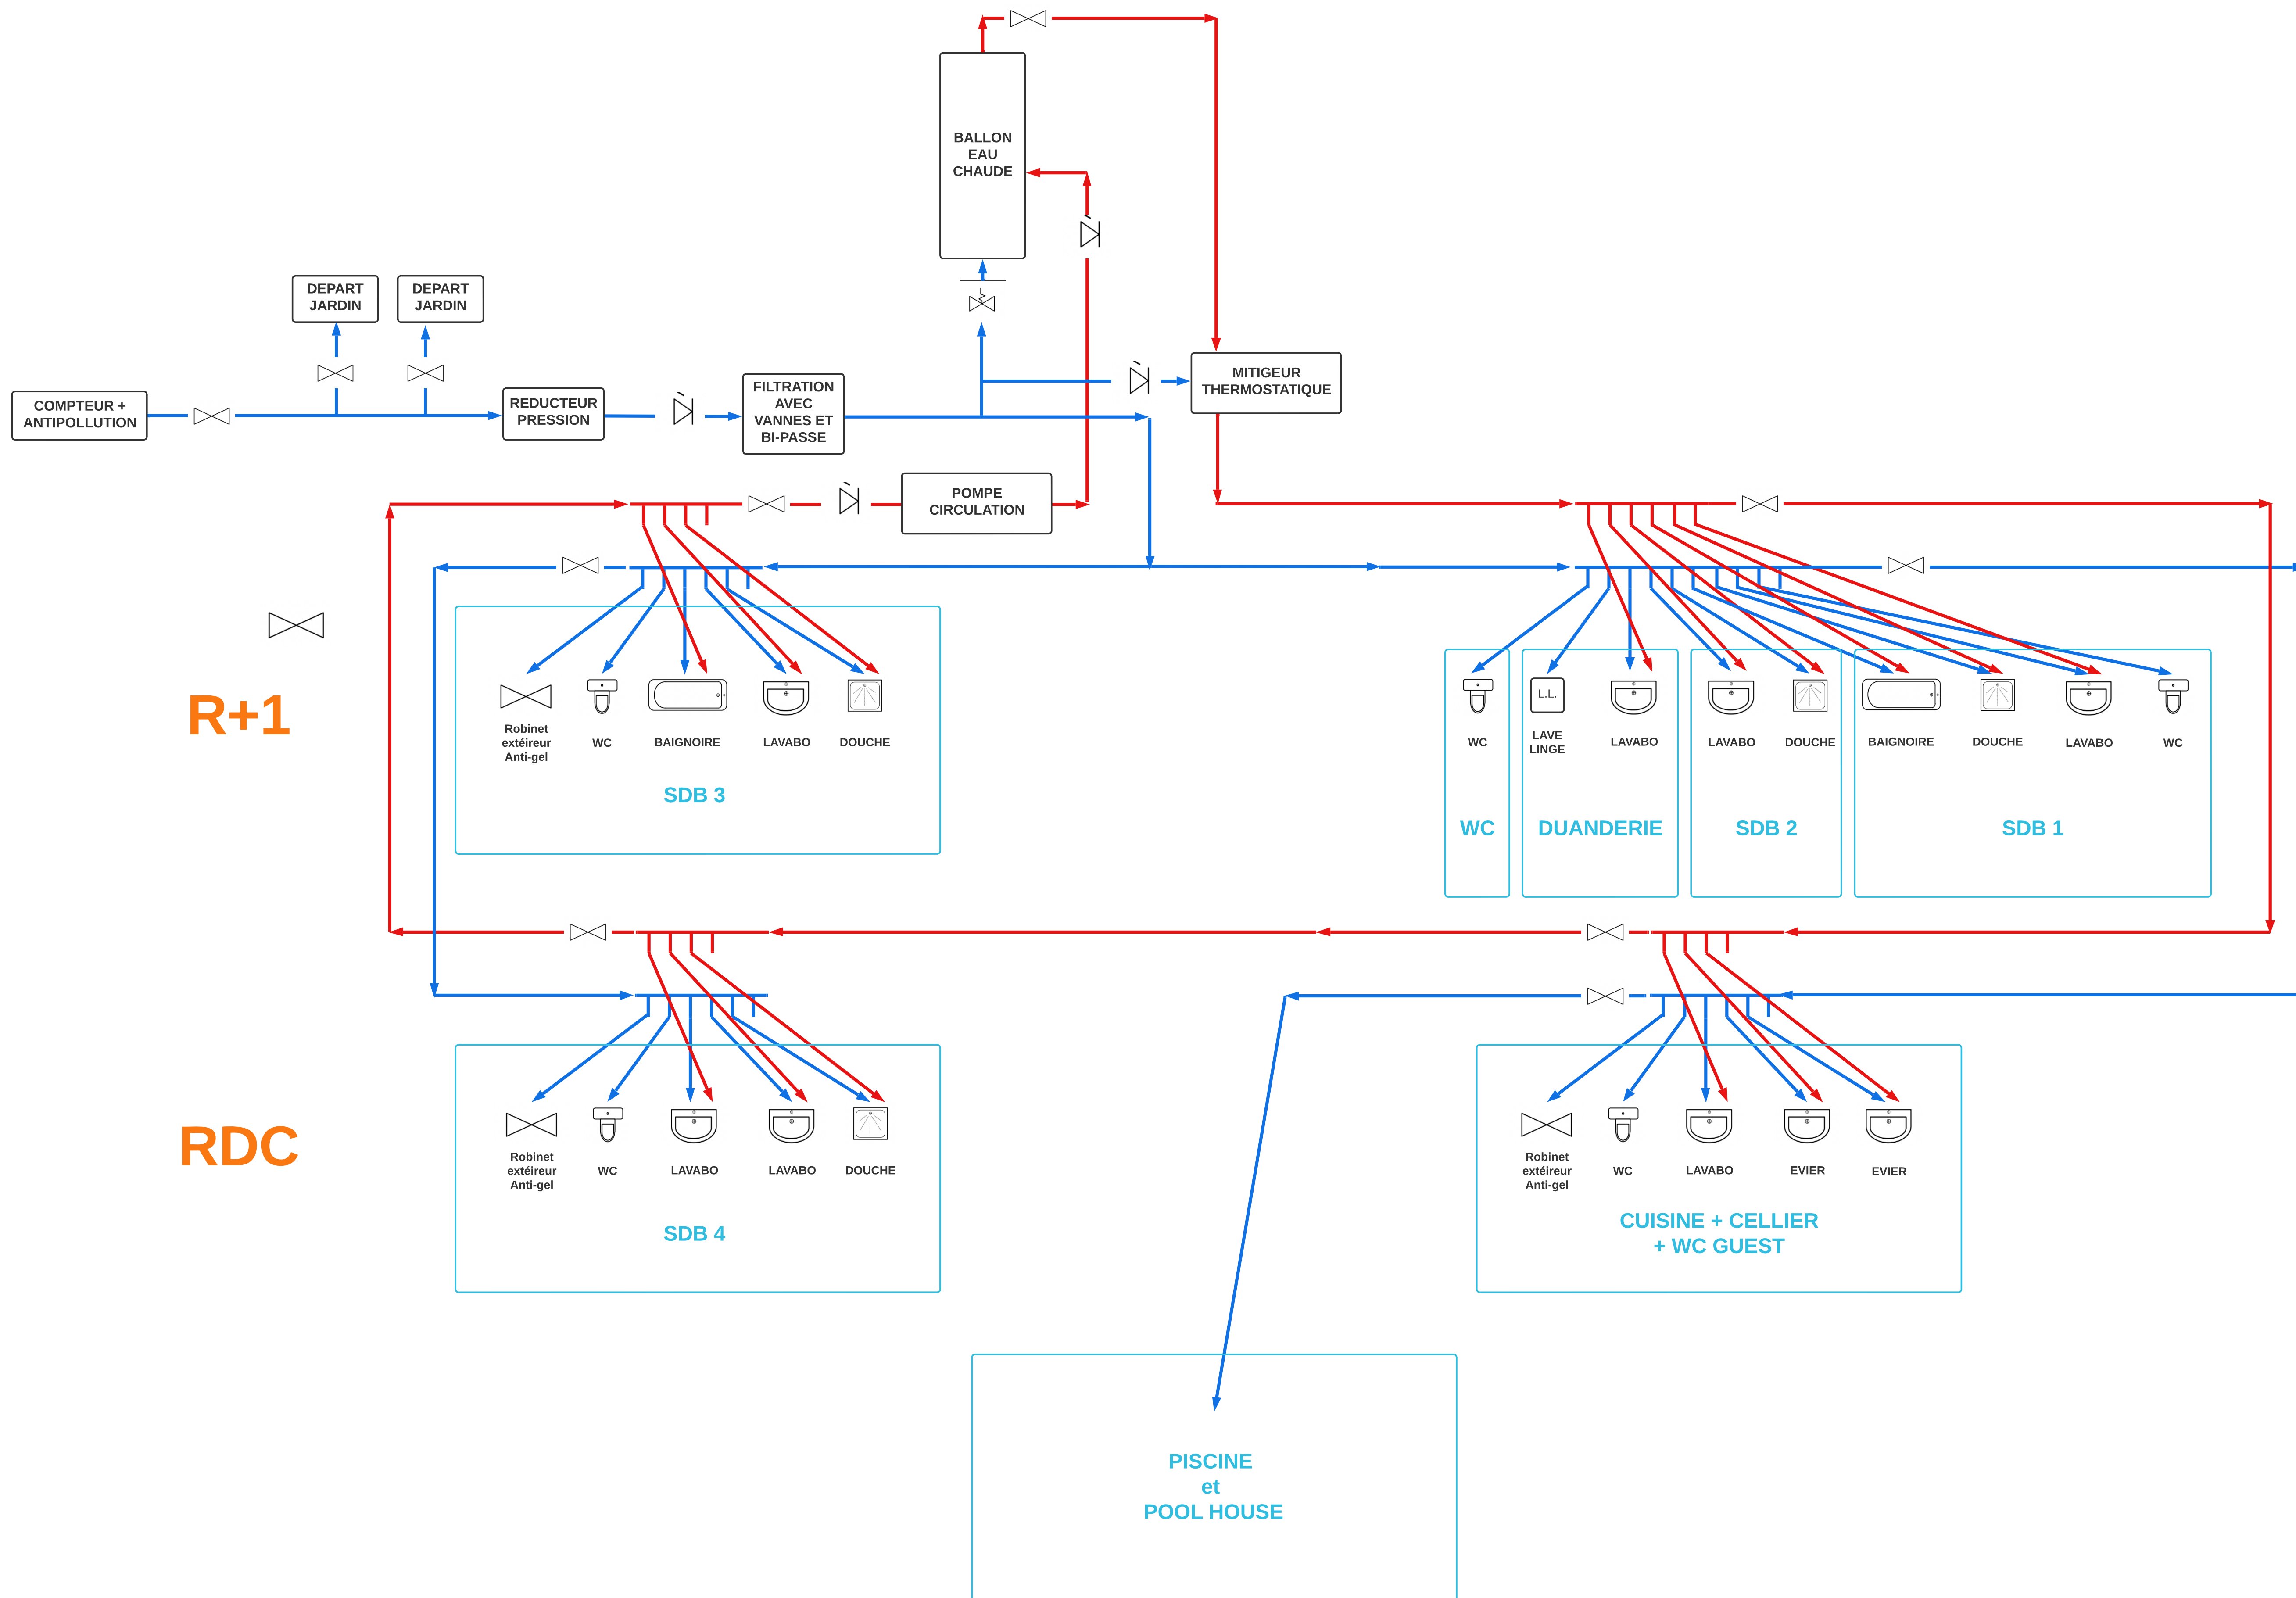 BALLON
EAU
CHAUDE
DEPART
JARDIN
DEPART
JARDIN
COMPTEUR +
ANTIPOLLUTION
REDUCTEUR
PRESSION
FILTRATION
AVEC
VANNES ET
BI-PASSE
MITIGEUR
THERMOSTATIQUE
POMPE
CIRCULATION
R+1
Robinet
extéireur
Anti-gel
WC
BAIGNOIRE
LAVABO
DOUCHE
SDB 3
WC
WC
L.L.
LAVE
LINGE
LAVABO
DUANDERIE
LAVABO
DOUCHE
SDB 2
BAIGNOIRE
DOUCHE
LAVABO
WC
SDB 1
RDC
Robinet
extéireur
Anti-gel
WC
LAVABO
LAVABO
DOUCHE
SDB 4
Robinet
extéireur
Anti-gel
WC
LAVABO
EVIER
EVIER
CUISINE + CELLIER
+ WC GUEST
PISCINE
et
POOL HOUSE